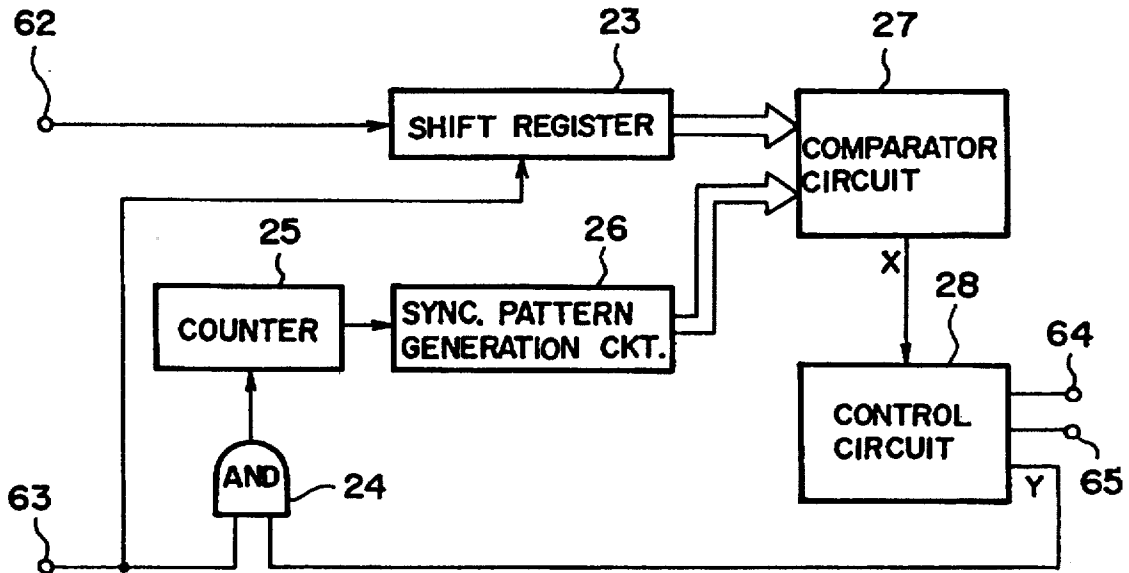 62
23
27
SHIFT REGISTER
COMPARATOR
CIRCUIT
25
26
X
28
COUNTER
SYNC. PATTERN
GENERATION CKT.
64
CONTROL
CIRCUIT
65
AND
24
Y
63